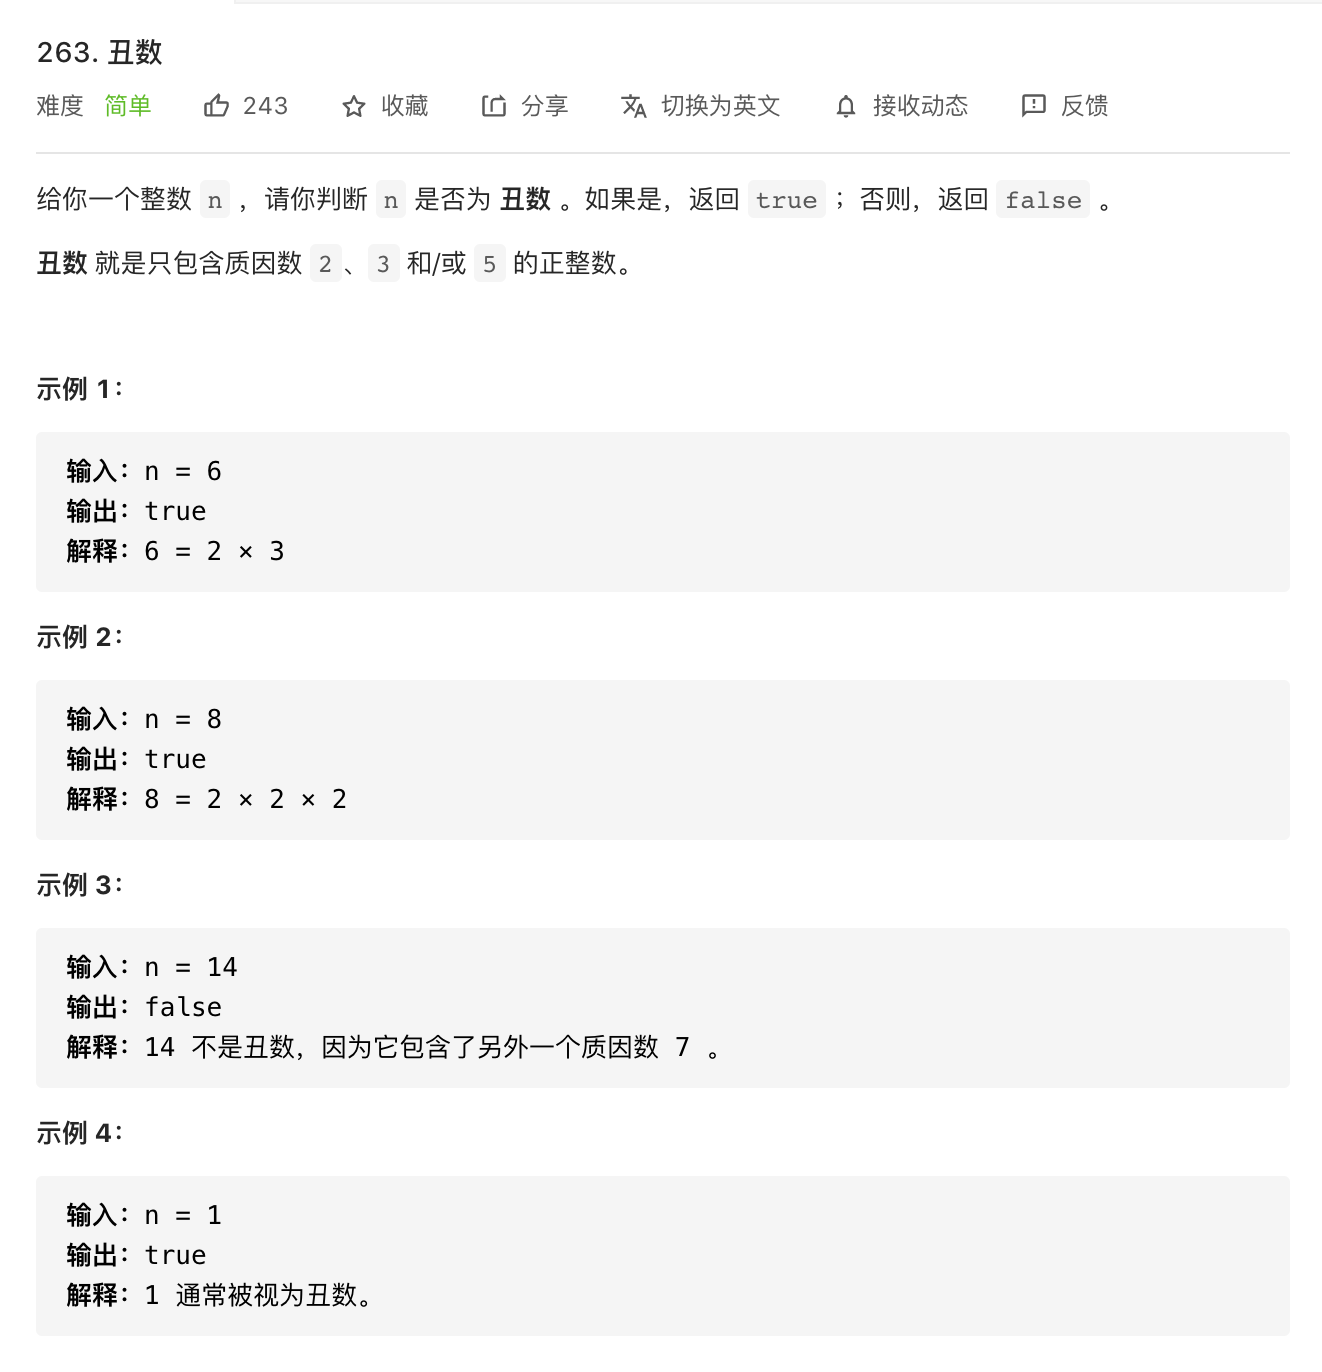 263. 丑数
难度 简单 243 收藏 分享 切换为英文 接收动态 反馈
给你一个整数 n ，请你判断 n 是否为 丑数 。如果是，返回 true ；否则，返回 false 。
丑数 就是只包含质因数 2、3 和/或 5 的正整数。
示例 1：
输入：n = 6
输出：true
解释：6 = 2 × 3
示例 2：
输入：n = 8
输出：true
解释：8 = 2 × 2 × 2
示例 3：
输入：n = 14
输出：false
解释：14 不是丑数，因为它包含了另外一个质因数 7 。
示例 4：
输入：n = 1
输出：true
解释：1 通常被视为丑数。